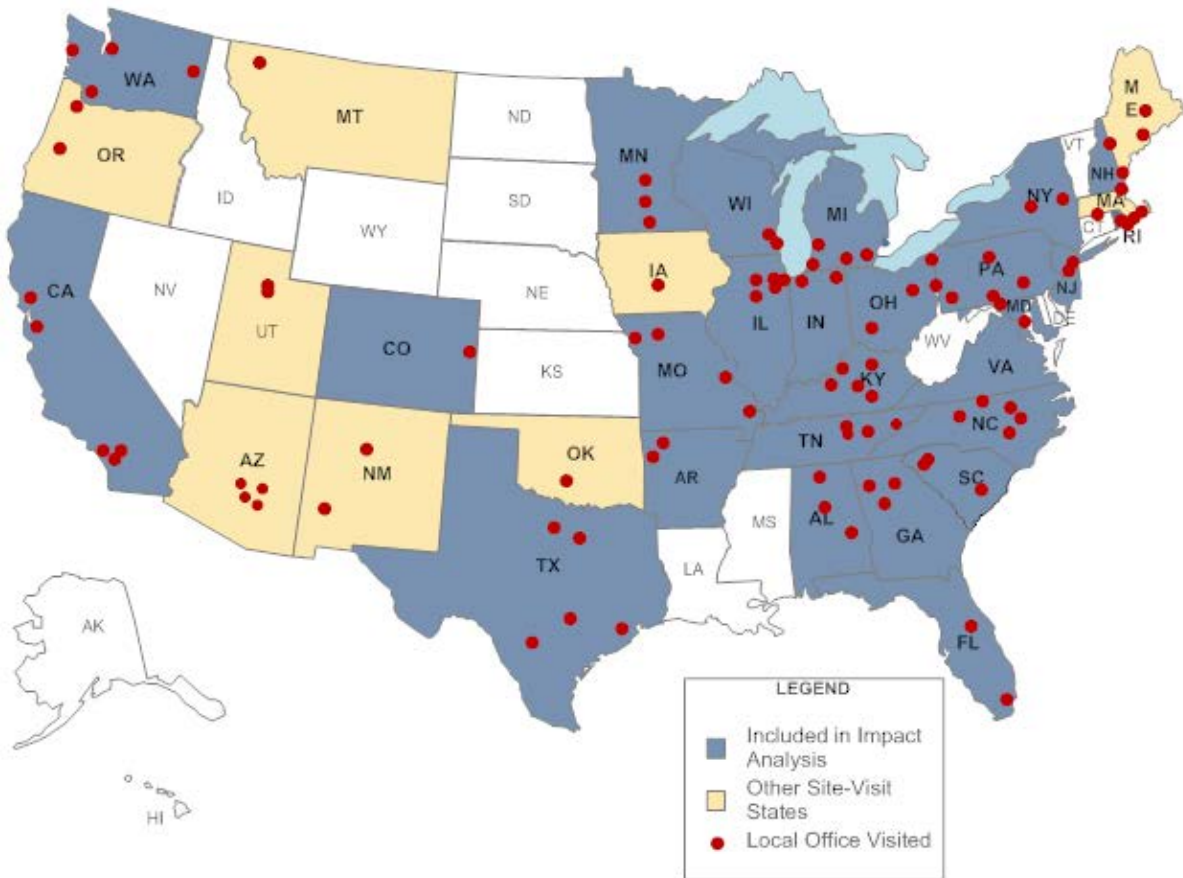 WA
MT
ND
M
E
OR
MN
VT
ID
SD
WI
MI
NY
NH
MA
WY
CT
RI
IA
PA
CA
NV
NE
NJ
UT
IL
IN
OH
MD
DE
CO
WV
KS
MO
KY
VA
TN
NC
AZ
NM
OK
AR
SC
MS
AL
GA
TX
LA
AK
FL
HI
LEGEND
Included in Impact
Analysis
Other Site-Visit
States
Local Office Visited